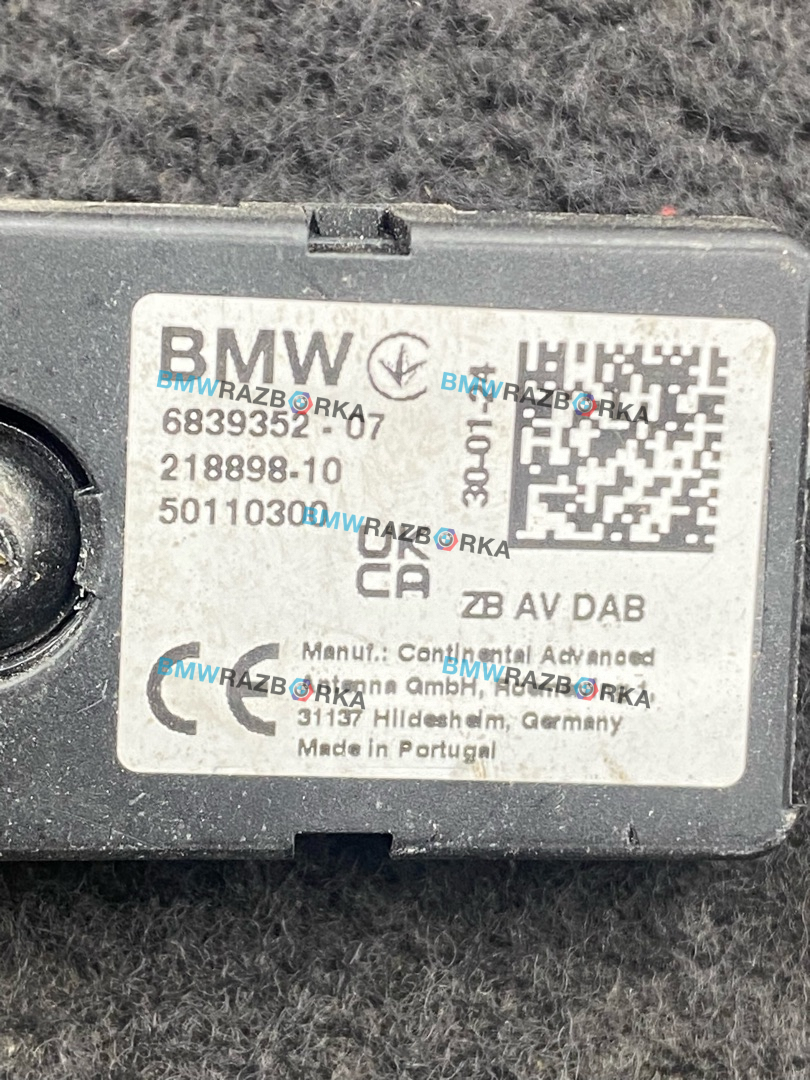 BMW
6839352-07
218898-10
50110300
30-01-24
UK
CA
ZB AV DAB
CE
Manuf.: Continental Advanced
Antenna GmbH,
31137 Hildesheim, Germany
Made in Portugal
BMWRAZBORKA
BMWRAZBORKA
BMWRAZBORKA
BMWRAZBORKA
BMWRAZBORKA